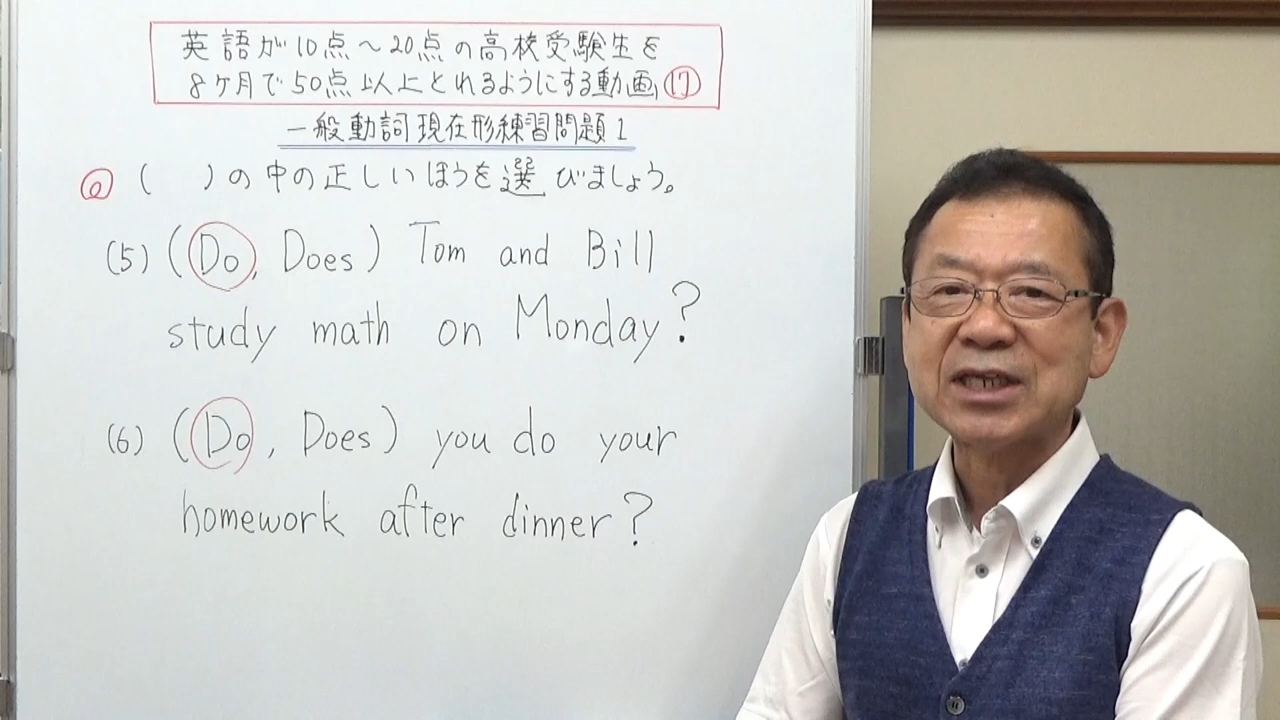 英語が10点〜20点の高校受験生を
8ヶ月で50点以上とれるようにする動画⑰
一般動詞現在形練習問題1
@ ( )の中の正しいほうを選びましょう。
(5) (Do, Does) Tom and Bill
study math on Monday?
(6) (Do, Does) you do your
homework after dinner?